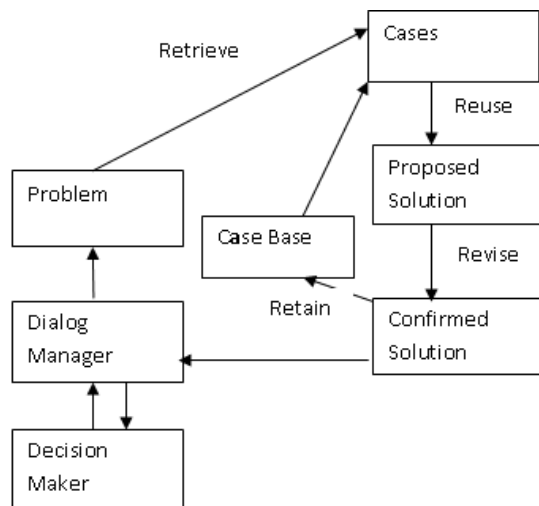 Cases
Retrieve
Reuse
Proposed
Solution
Problem
Case Base
Revise
Retain
Confirmed
Solution
Dialog
Manager
Decision
Maker